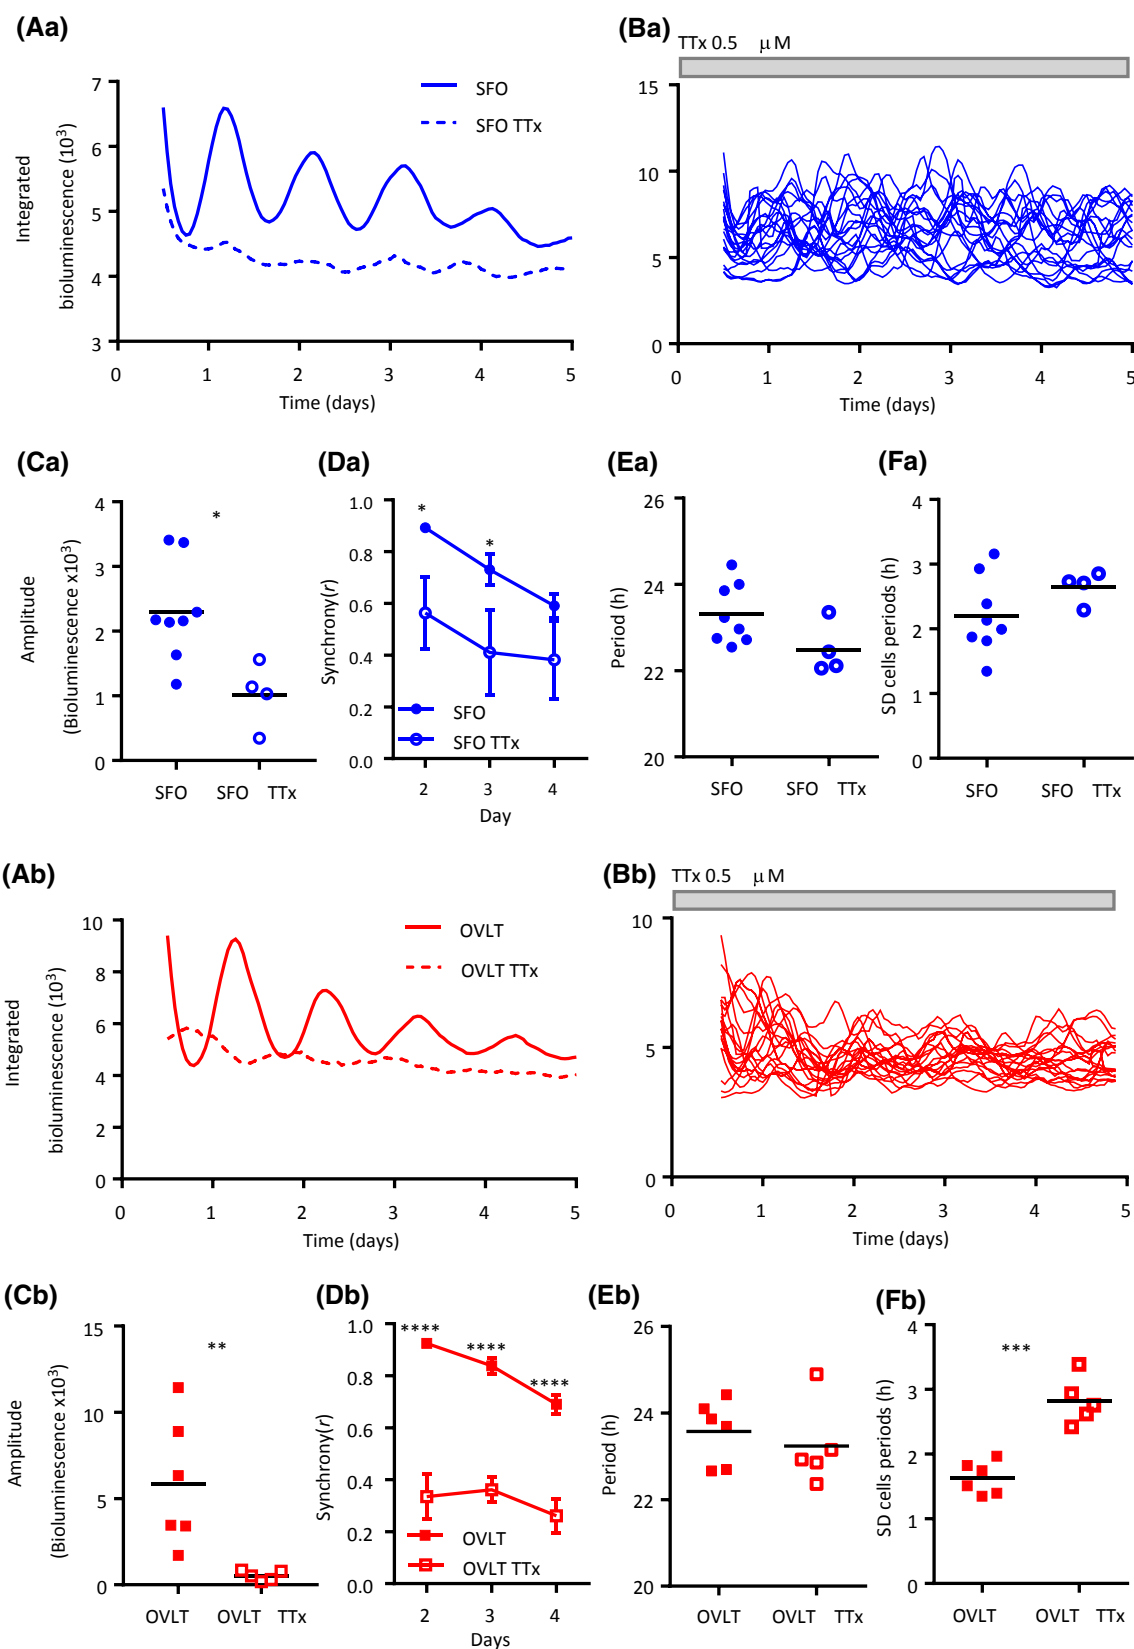 (Aa)
Integrated
bioluminescence (10³)
7
6
5
4
3
SFO
SFO TTx
0 1 2 3 4 5
Time (days)
(Ba)
TTx 0.5 μM
15
10
5
0
0 1 2 3 4 5
Time (days)
(Ca)
Amplitude
(Bioluminescence x10³)
4
3
2
1
0
*
SFO SFO TTx
(Da)
Synchrony(r)
1.0
0.8
0.6
0.4
0.2
0.0
*
*
SFO
SFO TTx
2 3 4
Day
(Ea)
Period (h)
26
24
22
20
SFO SFO TTx
(Fa)
SD cells periods (h)
4
3
2
1
0
SFO SFO TTx
(Ab)
Integrated
bioluminescence (10³)
10
8
6
4
2
0
OVLT
OVLT TTx
0 1 2 3 4 5
Time (days)
(Bb)
TTx 0.5 μM
10
5
0
0 1 2 3 4 5
Time (days)
(Cb)
Amplitude
(Bioluminescence x10³)
15
10
5
0
**
OVLT OVLT TTx
(Db)
Synchrony(r)
1.0
0.8
0.6
0.4
0.2
0.0
****
****
****
OVLT
OVLT TTx
2 3 4
Days
(Eb)
Period (h)
26
24
22
20
OVLT OVLT TTx
(Fb)
SD cells periods (h)
4
3
2
1
0
***
OVLT OVLT TTx